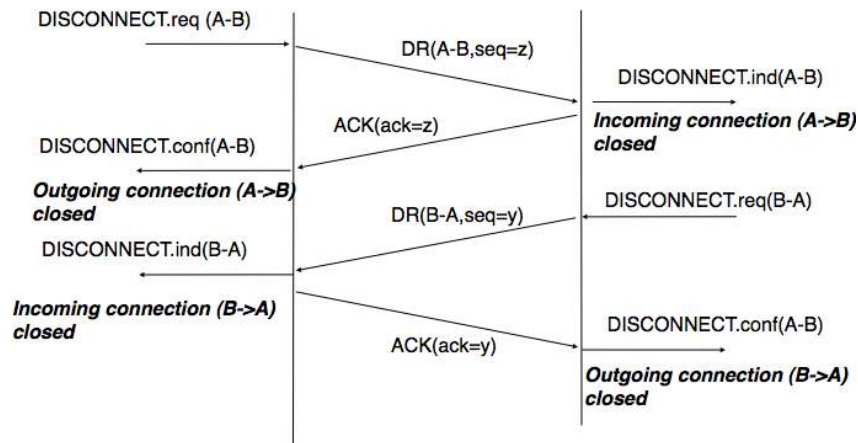 DISCONNECT.req (A-B)
DR(A-B,seq=z)
DISCONNECT.ind(A-B)
Incoming connection (A->B)
closed
ACK(ack=z)
DISCONNECT.conf(A-B)
Outgoing connection (A->B)
closed
DISCONNECT.req(B-A)
DR(B-A,seq=y)
DISCONNECT.ind(B-A)
Incoming connection (B->A)
closed
ACK(ack=y)
DISCONNECT.conf(A-B)
Outgoing connection (B->A)
closed